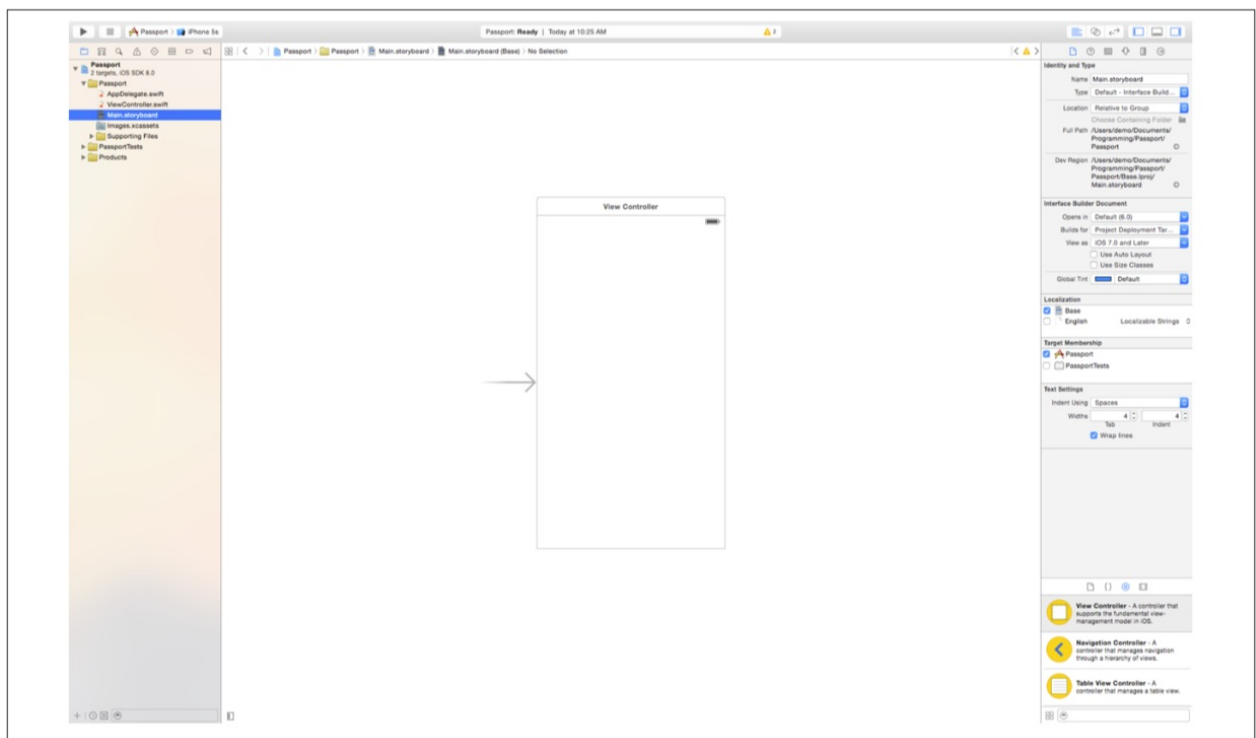 Passport
iPhone 5s
Passport: Ready | Today at 10:25 AM
Passport
Passport
Main.storyboard
Main.storyboard (Base)
No Selection
Passport
2 targets, iOS SDK 8.0
Passport
AppDelegate.swift
ViewController.swift
Main.storyboard
Images.xcassets
Supporting Files
PassportTests
Products
View Controller
Identity and Type
Name Main.storyboard
Type Default - Interface Build...
Location Relative to Group
Choose Containing Folder
Full Path /Users/demo/Documents/
Programming/Passport/
Passport
Dev Region /Users/demo/Documents/
Programming/Passport/
Passport/Base.lproj/
Main.storyboard
Interface Builder Document
Opens in Default (6.0)
Builds for Project Deployment Tar...
View as iOS 7.0 and Later
Use Auto Layout
Use Size Classes
Global Tint Default
Localization
Base
English Localizable Strings
Target Membership
Passport
PassportTests
Text Settings
Indent Using Spaces
Widths 4 4
Tab Indent
Wrap lines
View Controller - A controller that
supports the fundamental view-
management model in iOS.
Navigation Controller - A
controller that manages navigation
through a hierarchy of views.
Table View Controller - A
controller that manages a table view.